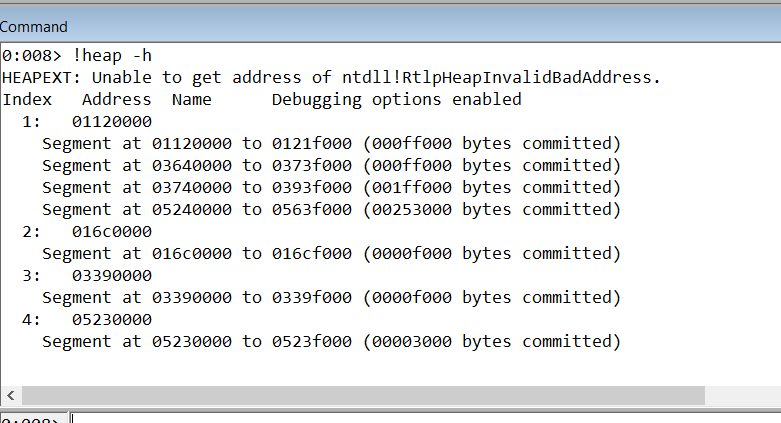 Command
0:008> !heap -h
HEAPEXT: Unable to get address of ntdll!RtlpHeapInvalidBadAddress.
Index   Address  Name      Debugging options enabled
  1:   01120000
    Segment at 01120000 to 0121f000 (000ff000 bytes committed)
    Segment at 03640000 to 0373f000 (000ff000 bytes committed)
    Segment at 03740000 to 0393f000 (001ff000 bytes committed)
    Segment at 05240000 to 0563f000 (00253000 bytes committed)
  2:   016c0000
    Segment at 016c0000 to 016cf000 (0000f000 bytes committed)
  3:   03390000
    Segment at 03390000 to 0339f000 (0000f000 bytes committed)
  4:   05230000
    Segment at 05230000 to 0523f000 (00003000 bytes committed)
0:008>